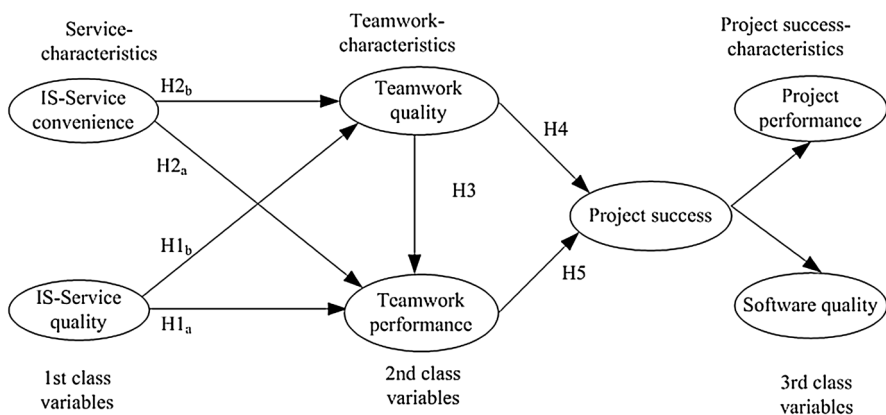 Service-
characteristics
Teamwork-
characteristics
Project success-
characteristics
IS-Service
convenience
H2b
Teamwork
quality
Project
performance
H4
H2a
H3
Project success
H1b
H5
IS-Service
quality
H1a
Teamwork
performance
Software quality
1st class
variables
2nd class
variables
3rd class
variables